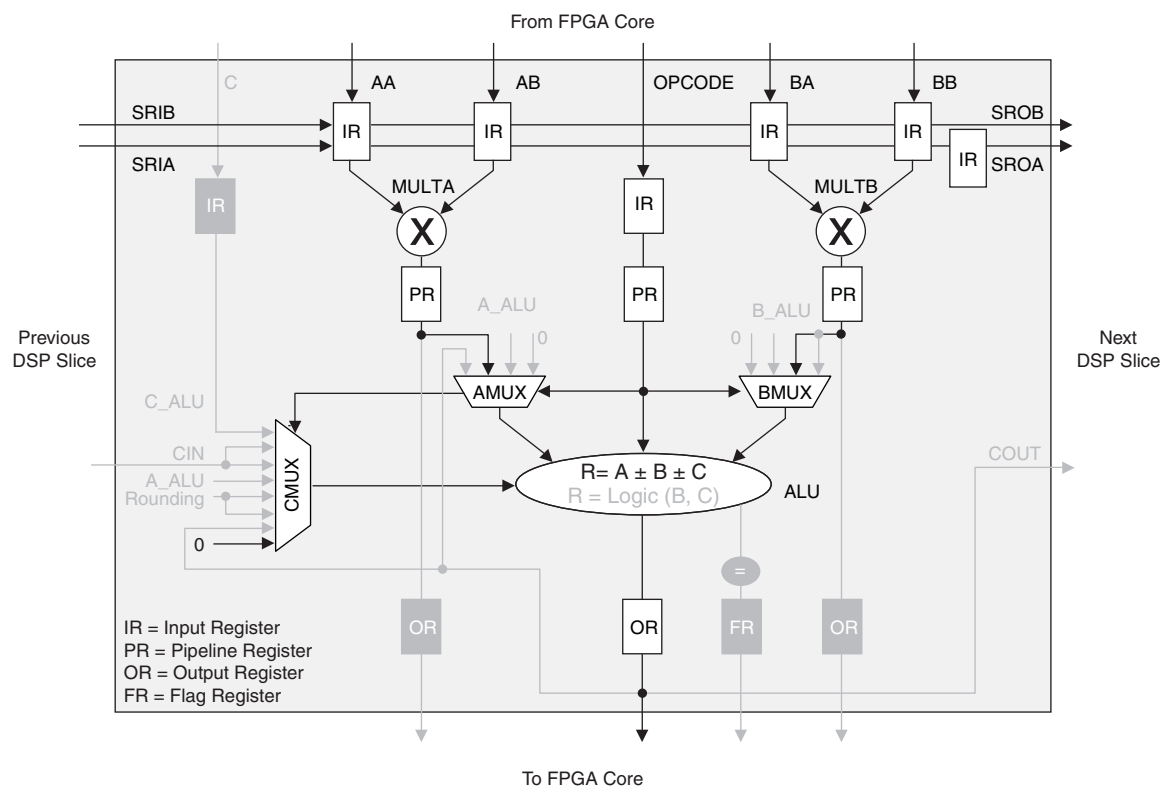 From FPGA Core
C
AA
AB
OPCODE
BA
BB
SRIB
SROB
IR
IR
IR
IR
IR
SRIA
SROA
MULTA
MULTB
IR
IR
X
X
PR
PR
PR
A_ALU
0
0
B_ALU
Previous
DSP Slice
Next
DSP Slice
AMUX
BMUX
C_ALU
CIN
A_ALU
Rounding
0
CMUX
R= A ± B ± C
R = Logic (B, C)
ALU
COUT
=
OR
OR
FR
OR
IR = Input Register
PR = Pipeline Register
OR = Output Register
FR = Flag Register
To FPGA Core